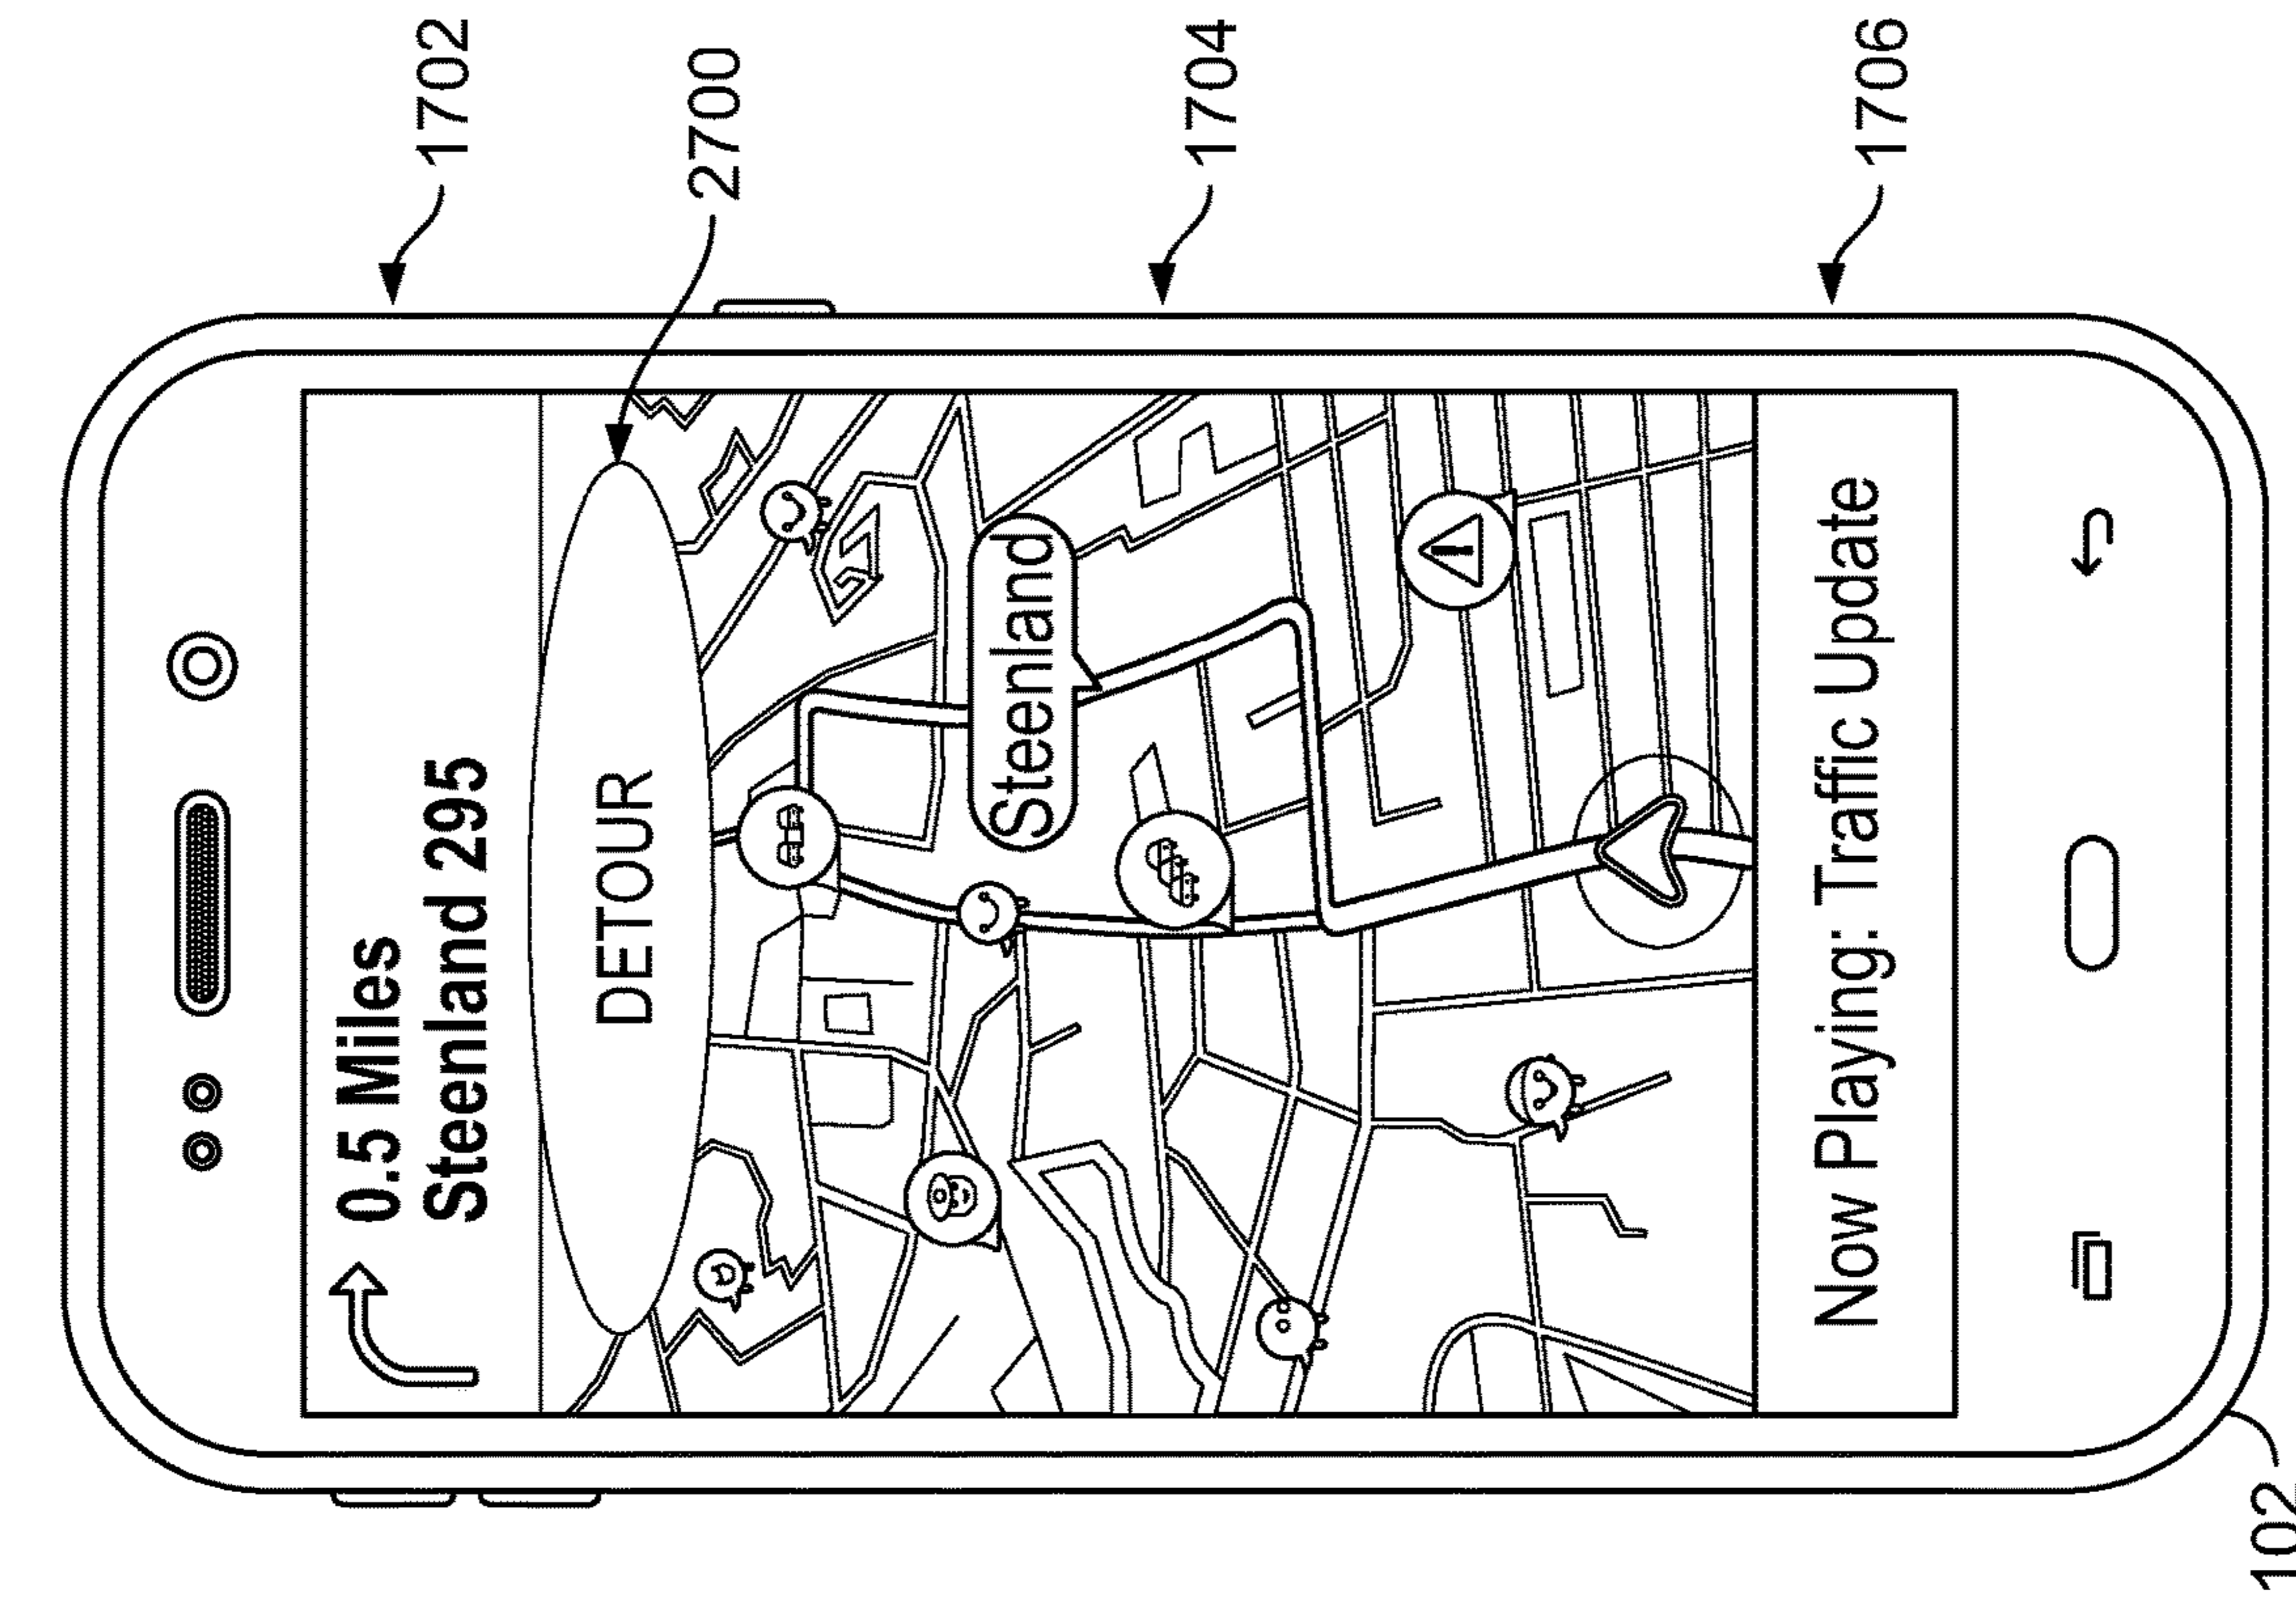 1702
0.5 Miles
Steenland 295
2700
DETOUR
Steenland
1704
Now Playing: Traffic Update
1706
102